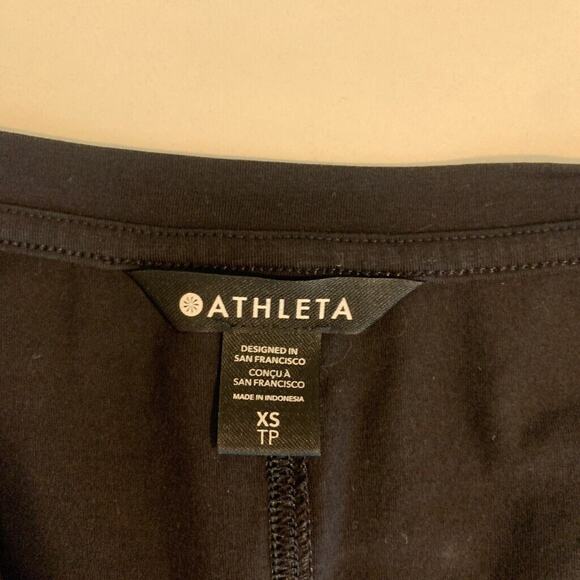 ATHLETA
DESIGNED IN
SAN FRANCISCO
CONÇU À
SAN FRANCISCO
MADE IN INDONESIA
XS
TP